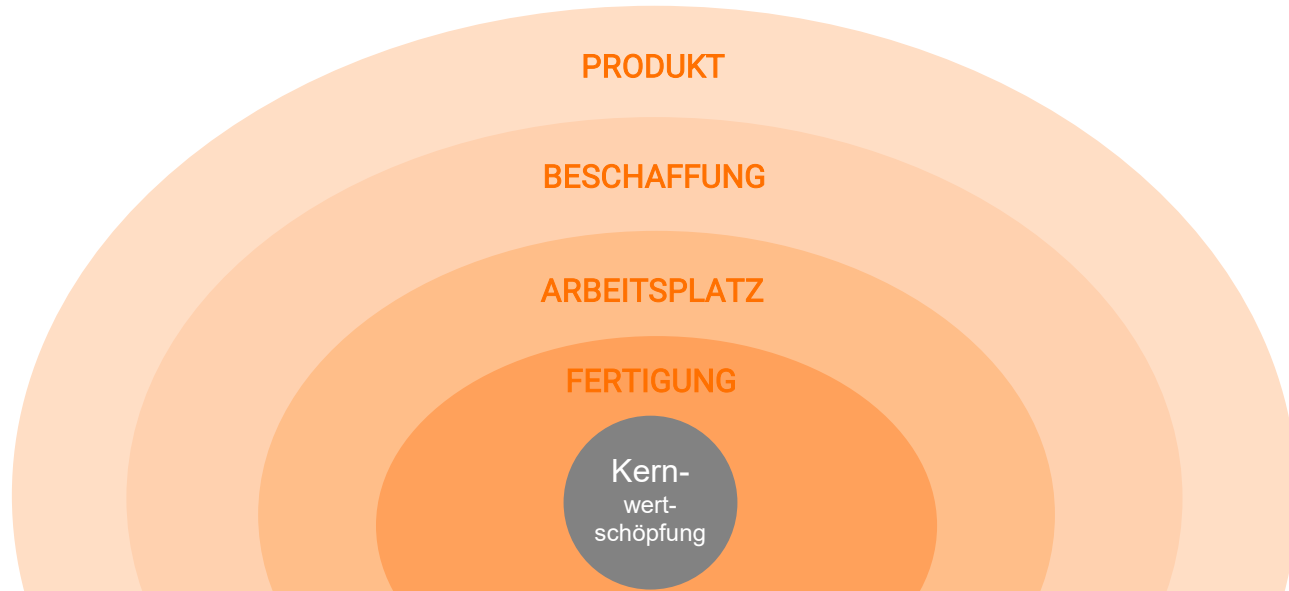 PRODUKT
BESCHAFFUNG
ARBEITSPLATZ
FERTIGUNG
Kern-
wert-
schöpfung